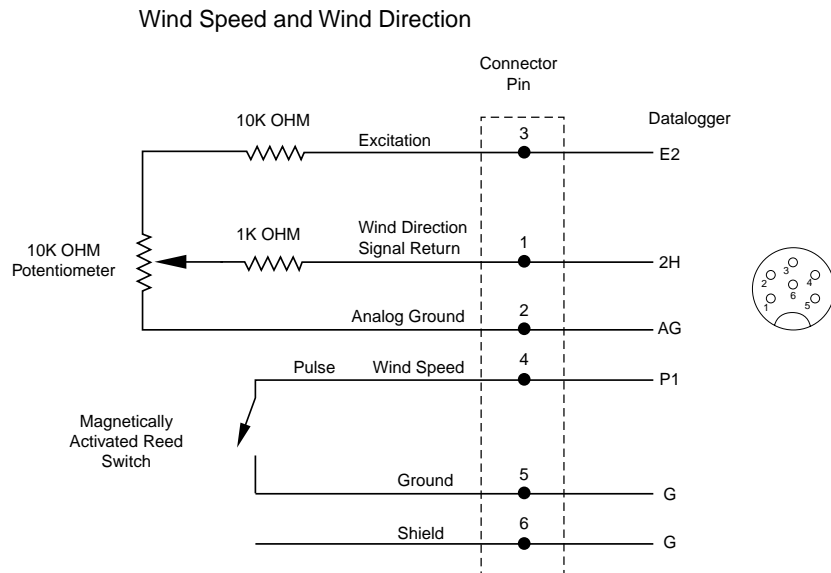 Wind Speed and Wind Direction
Connector
Pin
Datalogger
10K OHM
Excitation
3
E2
10K OHM
Potentiometer
1K OHM
Wind Direction
Signal Return
1
2H
Analog Ground
2
AG
Pulse
Wind Speed
4
P1
Magnetically
Activated Reed
Switch
Ground
5
G
Shield
6
G
3
2
4
6
1
5